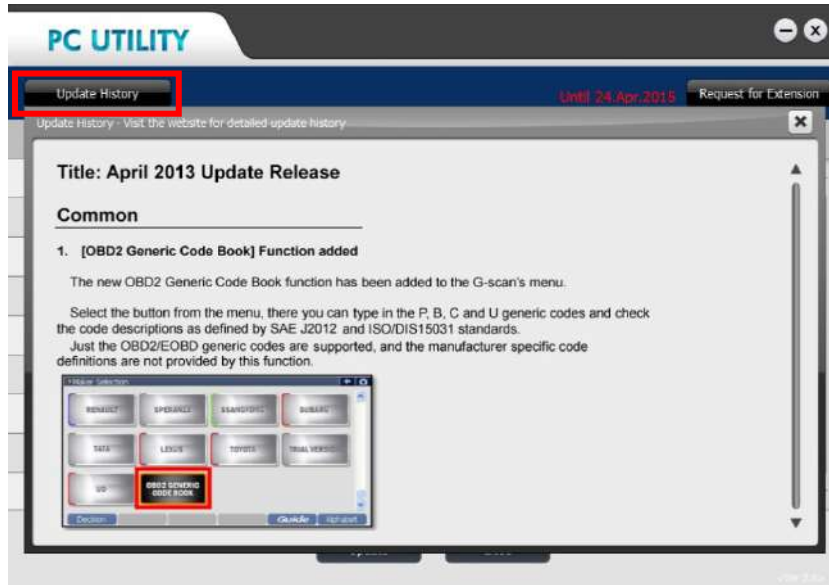 PC UTILITY
Update History
Until 24.Apr.2015
Request for Extension
Update History - Visit the website for detailed update history
Title: April 2013 Update Release
Common
1. [OBD2 Generic Code Book] Function added
The new OBD2 Generic Code Book function has been added to the G-scan's menu.
Select the button from the menu, there you can type in the P, B, C and U generic codes and check
the code descriptions as defined by SAE J2012 and ISO/DIS15031 standards.
Just the OBD2/EOBD generic codes are supported, and the manufacturer specific code
definitions are not provided by this function.
Maker Selection
RENAULT SPERANZA SSANGYONG SUBARU
TATA LEXUS TOYOTA TRIAL VERSION
UD OBD2 GENERIC
CODE BOOK
Guide Alphabet